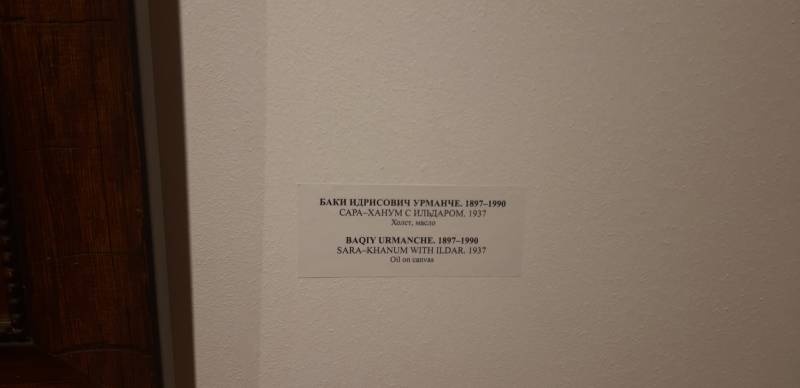 БАКИ ИДРИСОВИЧ УРМАНЧЕ. 1897–1990
САРА–ХАНУМ С ИЛЬДАРОМ. 1937
Холст, масло
BAQIY URMANCHE. 1897–1990
SARA–KHANUM WITH ILDAR. 1937
Oil on canvas